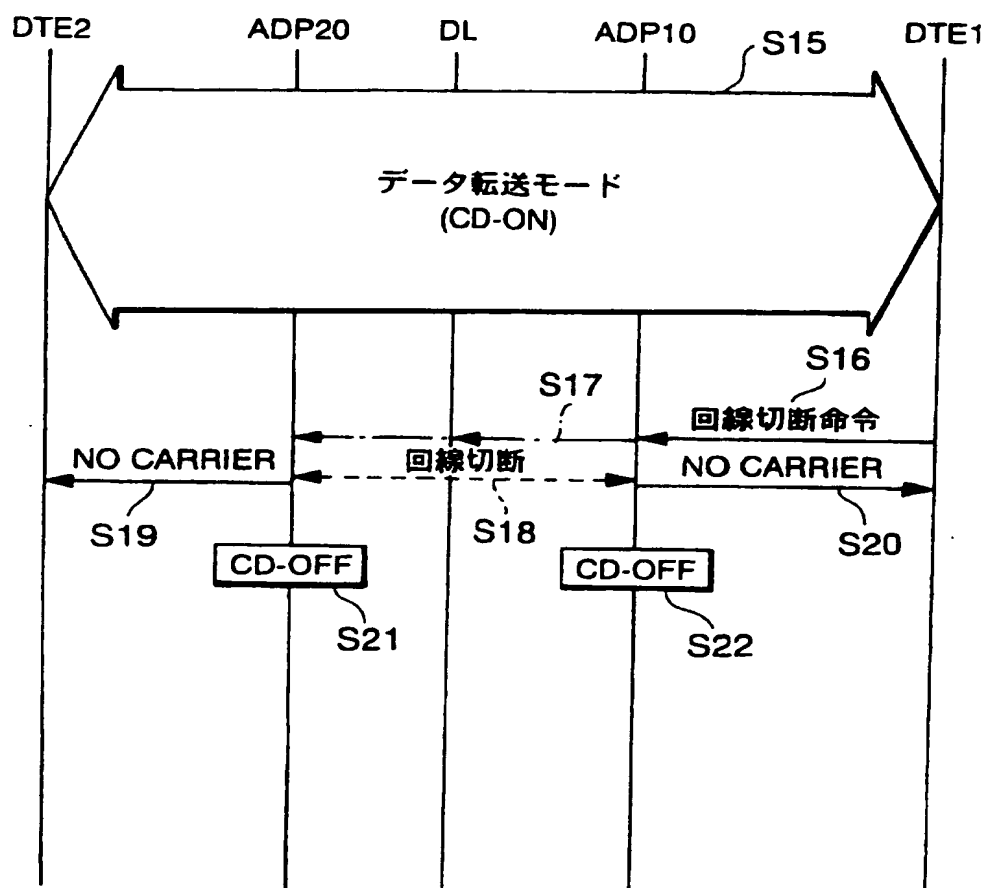 DTE2 ADP20 DL ADP10 DTE1
S15
データ転送モード
(CD-ON)
S16
S17
回線切断命令
NO CARRIER 回線切断 NO CARRIER
S19 S18 S20
CD-OFF CD-OFF
S21 S22